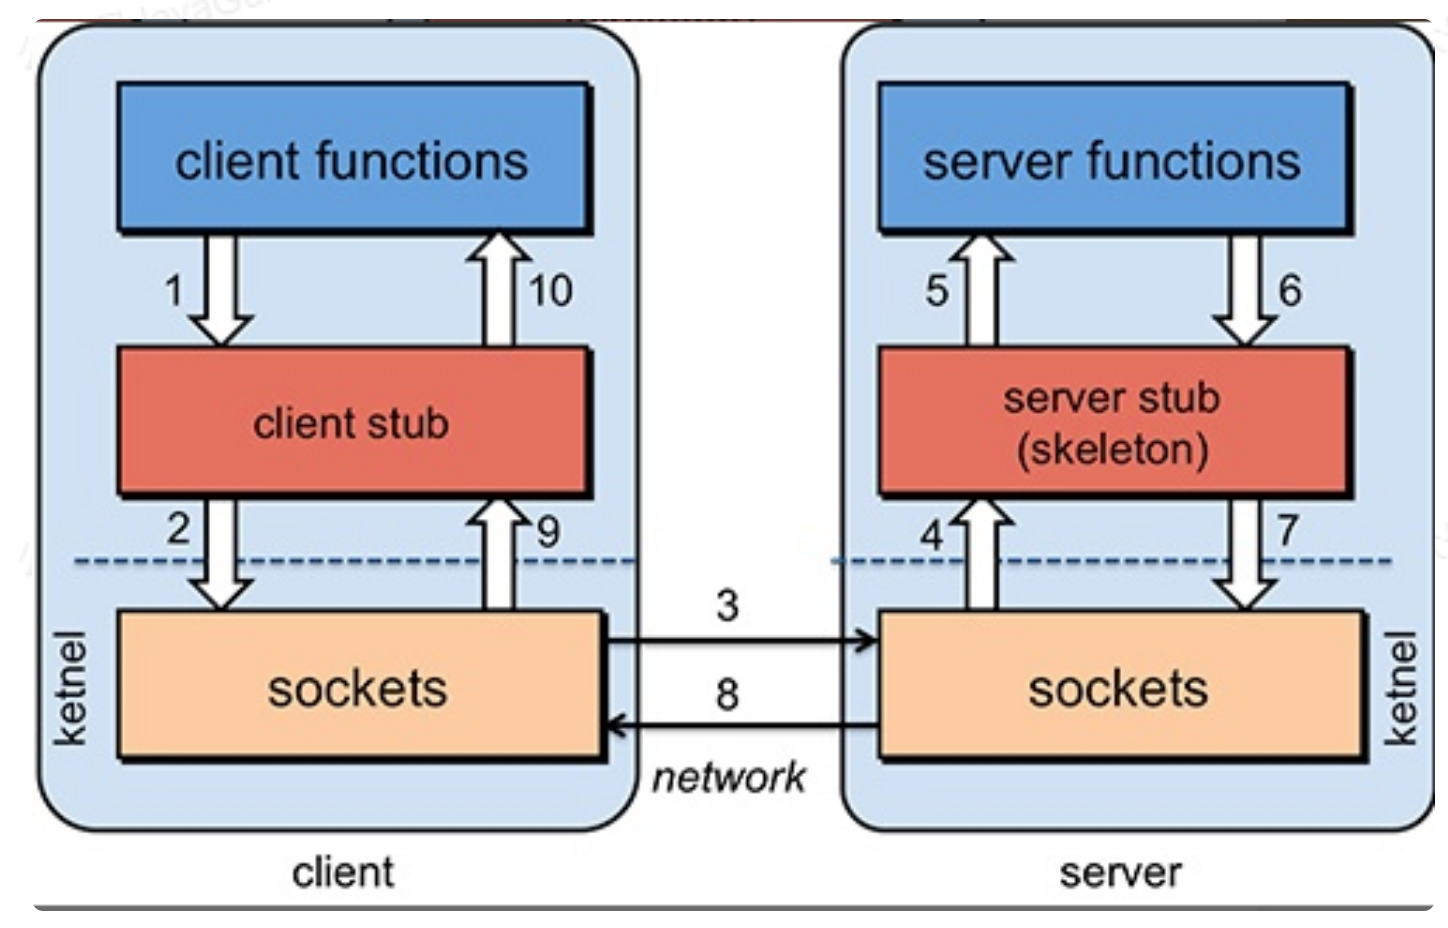 client functions
server functions
1
10
5
6
client stub
server stub
(skeleton)
2
9
4
7
3
ketnel
sockets
8
sockets
ketnel
network
client
server